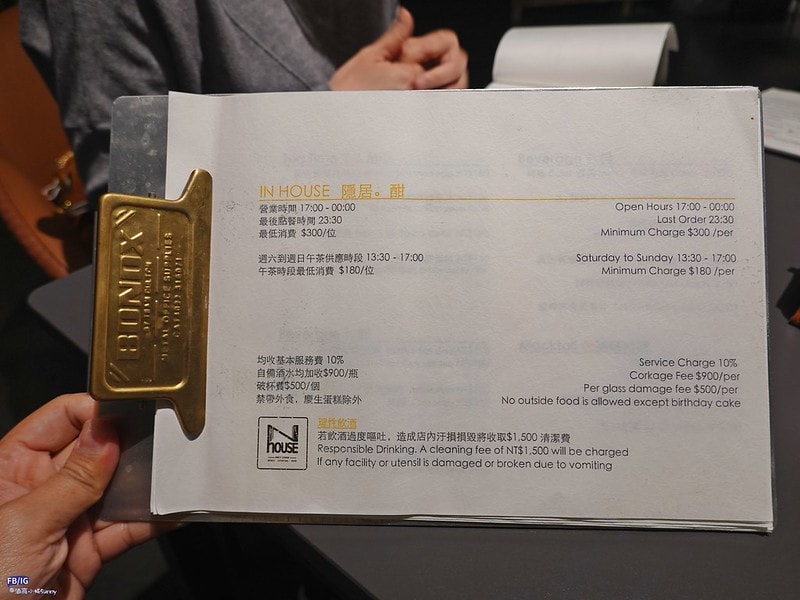 IN HOUSE 隱居。酣
營業時間 17:00 - 00:00
最後點餐時間 23:30
最低消費 $300/位
Open Hours 17:00 - 00:00
Last Order 23:30
Minimum Charge $300 /per
週六到週日午茶供應時段 13:30 - 17:00
午茶時段最低消費 $180/位
Saturday to Sunday 13:30 - 17:00
Minimum Charge $180 /per
均收基本服務費 10%
自備酒水均加收$900/瓶
破杯費$500/個
禁帶外食，慶生蛋糕除外
Service Charge 10%
Corkage Fee $900/per
Per glass damage fee $500/per
No outside food is allowed except birthday cake
理性飲酒
若飲酒過度嘔吐，造成店內汙損損毀將收取$1,500 清潔費
Responsible Drinking. A cleaning fee of NT$1,500 will be charged
If any facility or utensil is damaged or broken due to vomiting
IN
HOUSE
BONOX
METAL OFFICE SUPPLIES
FB/IG